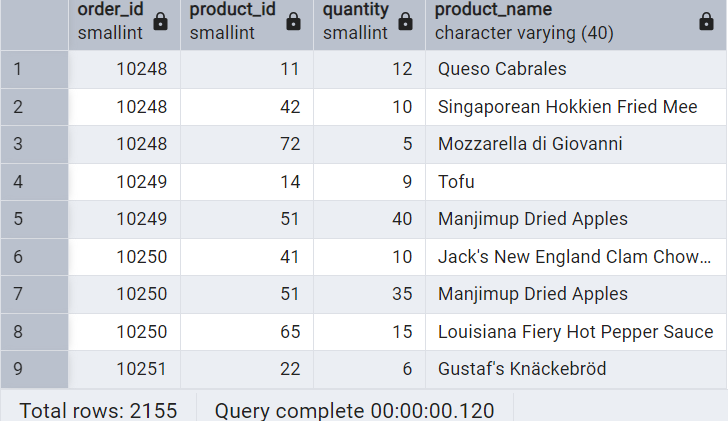 order_id product_id quantity product_name
smallint smallint smallint character varying (40)
1 10248 11 12 Queso Cabrales
2 10248 42 10 Singaporean Hokkien Fried Mee
3 10248 72 5 Mozzarella di Giovanni
4 10249 14 9 Tofu
5 10249 51 40 Manjimup Dried Apples
6 10250 41 10 Jack's New England Clam Chow…
7 10250 51 35 Manjimup Dried Apples
8 10250 65 15 Louisiana Fiery Hot Pepper Sauce
9 10251 22 6 Gustaf's Knäckebröd
Total rows: 2155 Query complete 00:00:00.120